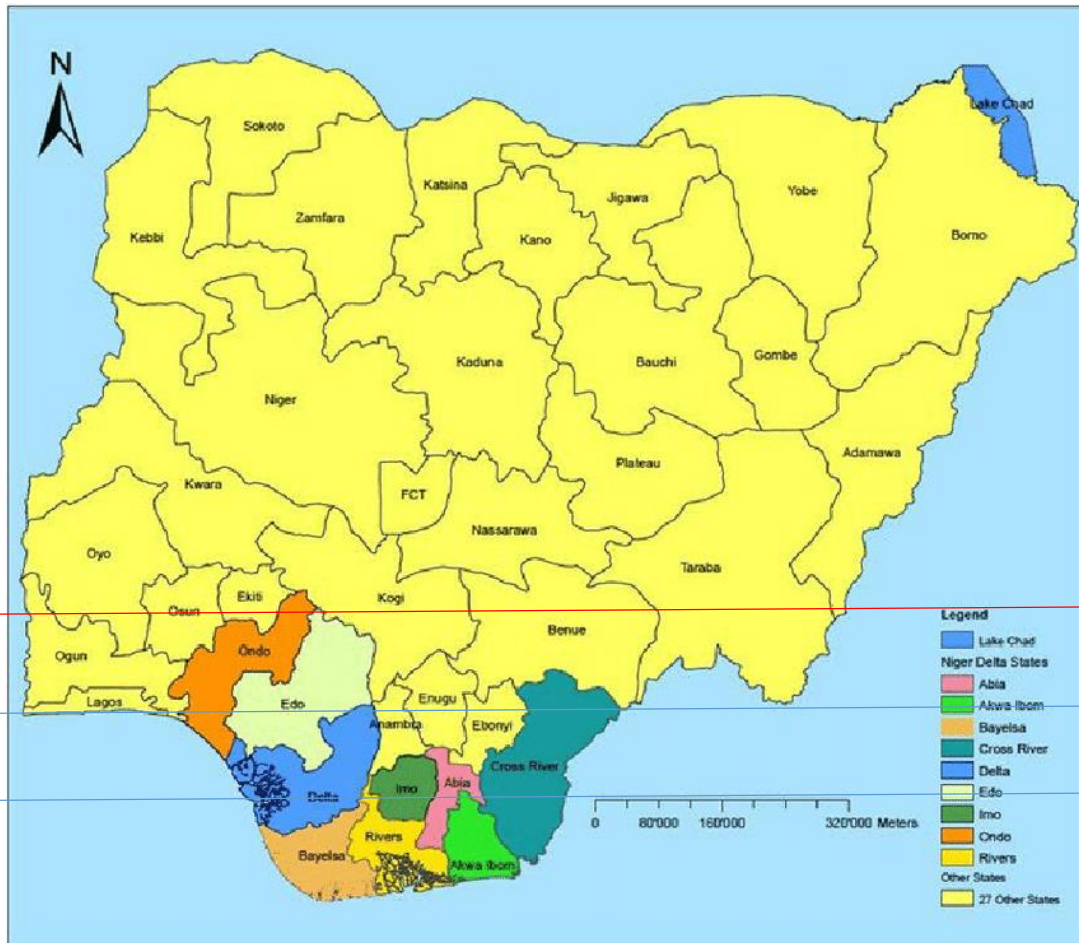 N
Lake Chad
Sokoto
Katsina
Jigawa
Yobe
Zamfara
Kebbi
Kano
Borno
Kaduna
Bauchi
Gombe
Niger
Adamawa
Plateau
Kwara
FCT
Nassarawa
Oyo
Taraba
Osun
Ekiti
Kogi
Benue
Ogun
Ondo
Lagos
Edo
Enugu
Anambra
Ebonyi
Cross River
Imo
Abia
Delta
Rivers
Bayelsa
Akwa Ibom
0 80'000 160'000 320'000 Meters
Legend
Lake Chad
Niger Delta States
Abia
Akwa Ibom
Bayelsa
Cross River
Delta
Edo
Imo
Ondo
Rivers
Other States
27 Other States